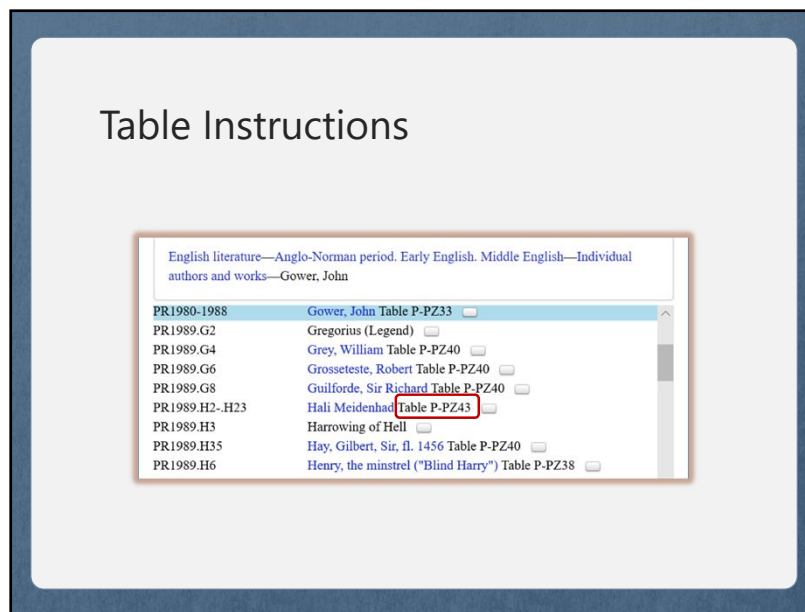 Table Instructions
English literature—Anglo-Norman period. Early English. Middle English—Individual
authors and works—Gower, John
PR1980-1988 Gower, John Table P-PZ33
PR1989.G2 Gregorius (Legend)
PR1989.G4 Grey, William Table P-PZ40
PR1989.G6 Grosseteste, Robert Table P-PZ40
PR1989.G8 Guilforde, Sir Richard Table P-PZ40
PR1989.H2-.H23 Hali Meidenhad Table P-PZ43
PR1989.H3 Harrowing of Hell
PR1989.H35 Hay, Gilbert, Sir, fl. 1456 Table P-PZ40
PR1989.H6 Henry, the minstrel ("Blind Harry") Table P-PZ38